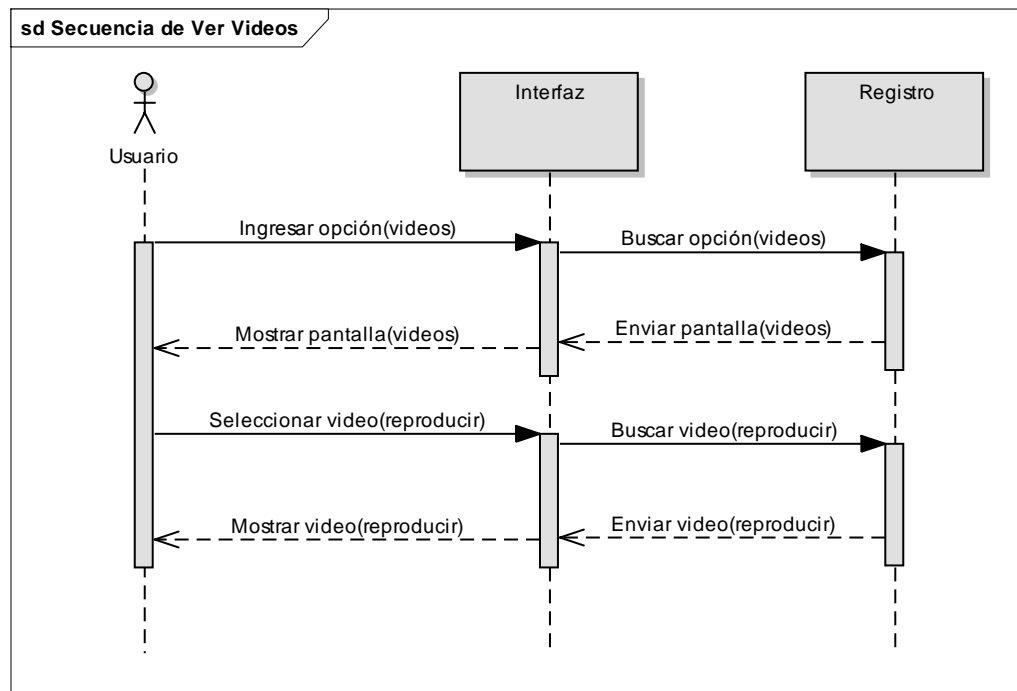 sd Secuencia de Ver Videos
Usuario
Interfaz
Registro
Ingresar opción(videos)
Buscar opción(videos)
Enviar pantalla(videos)
Mostrar pantalla(videos)
Seleccionar video(reproducir)
Buscar video(reproducir)
Enviar video(reproducir)
Mostrar video(reproducir)